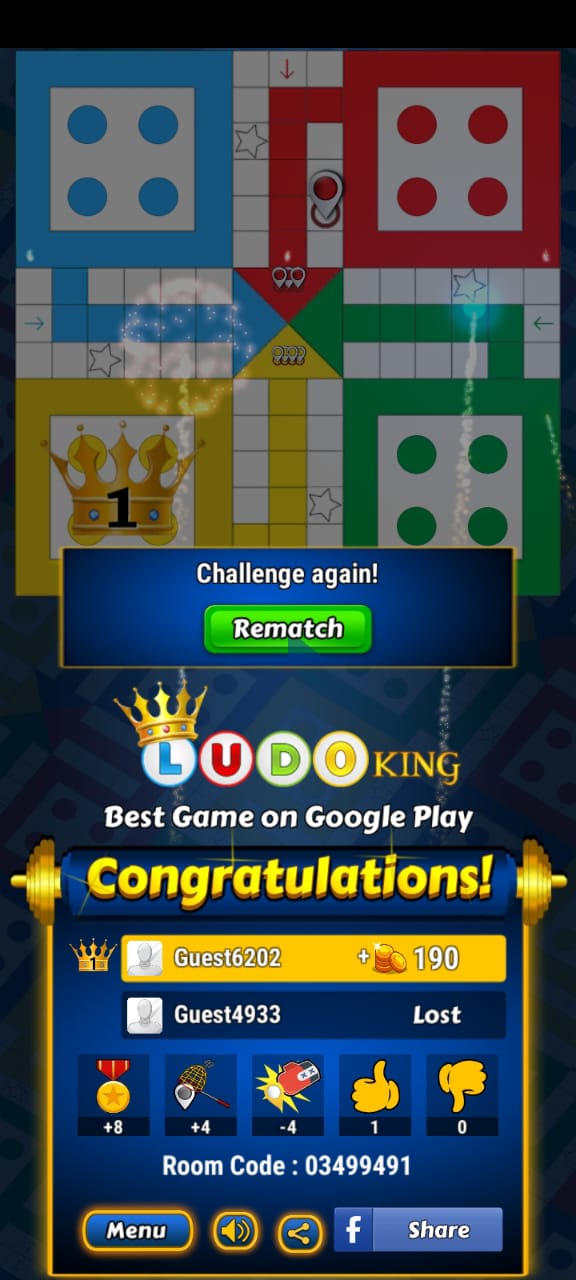 1
Challenge again!
Rematch
LUDO KING
Best Game on Google Play
Congratulations!
1 Guest6202 + 190
Guest4933 Lost
+8 +4 -4 1 0
Room Code : 03499491
Menu f Share